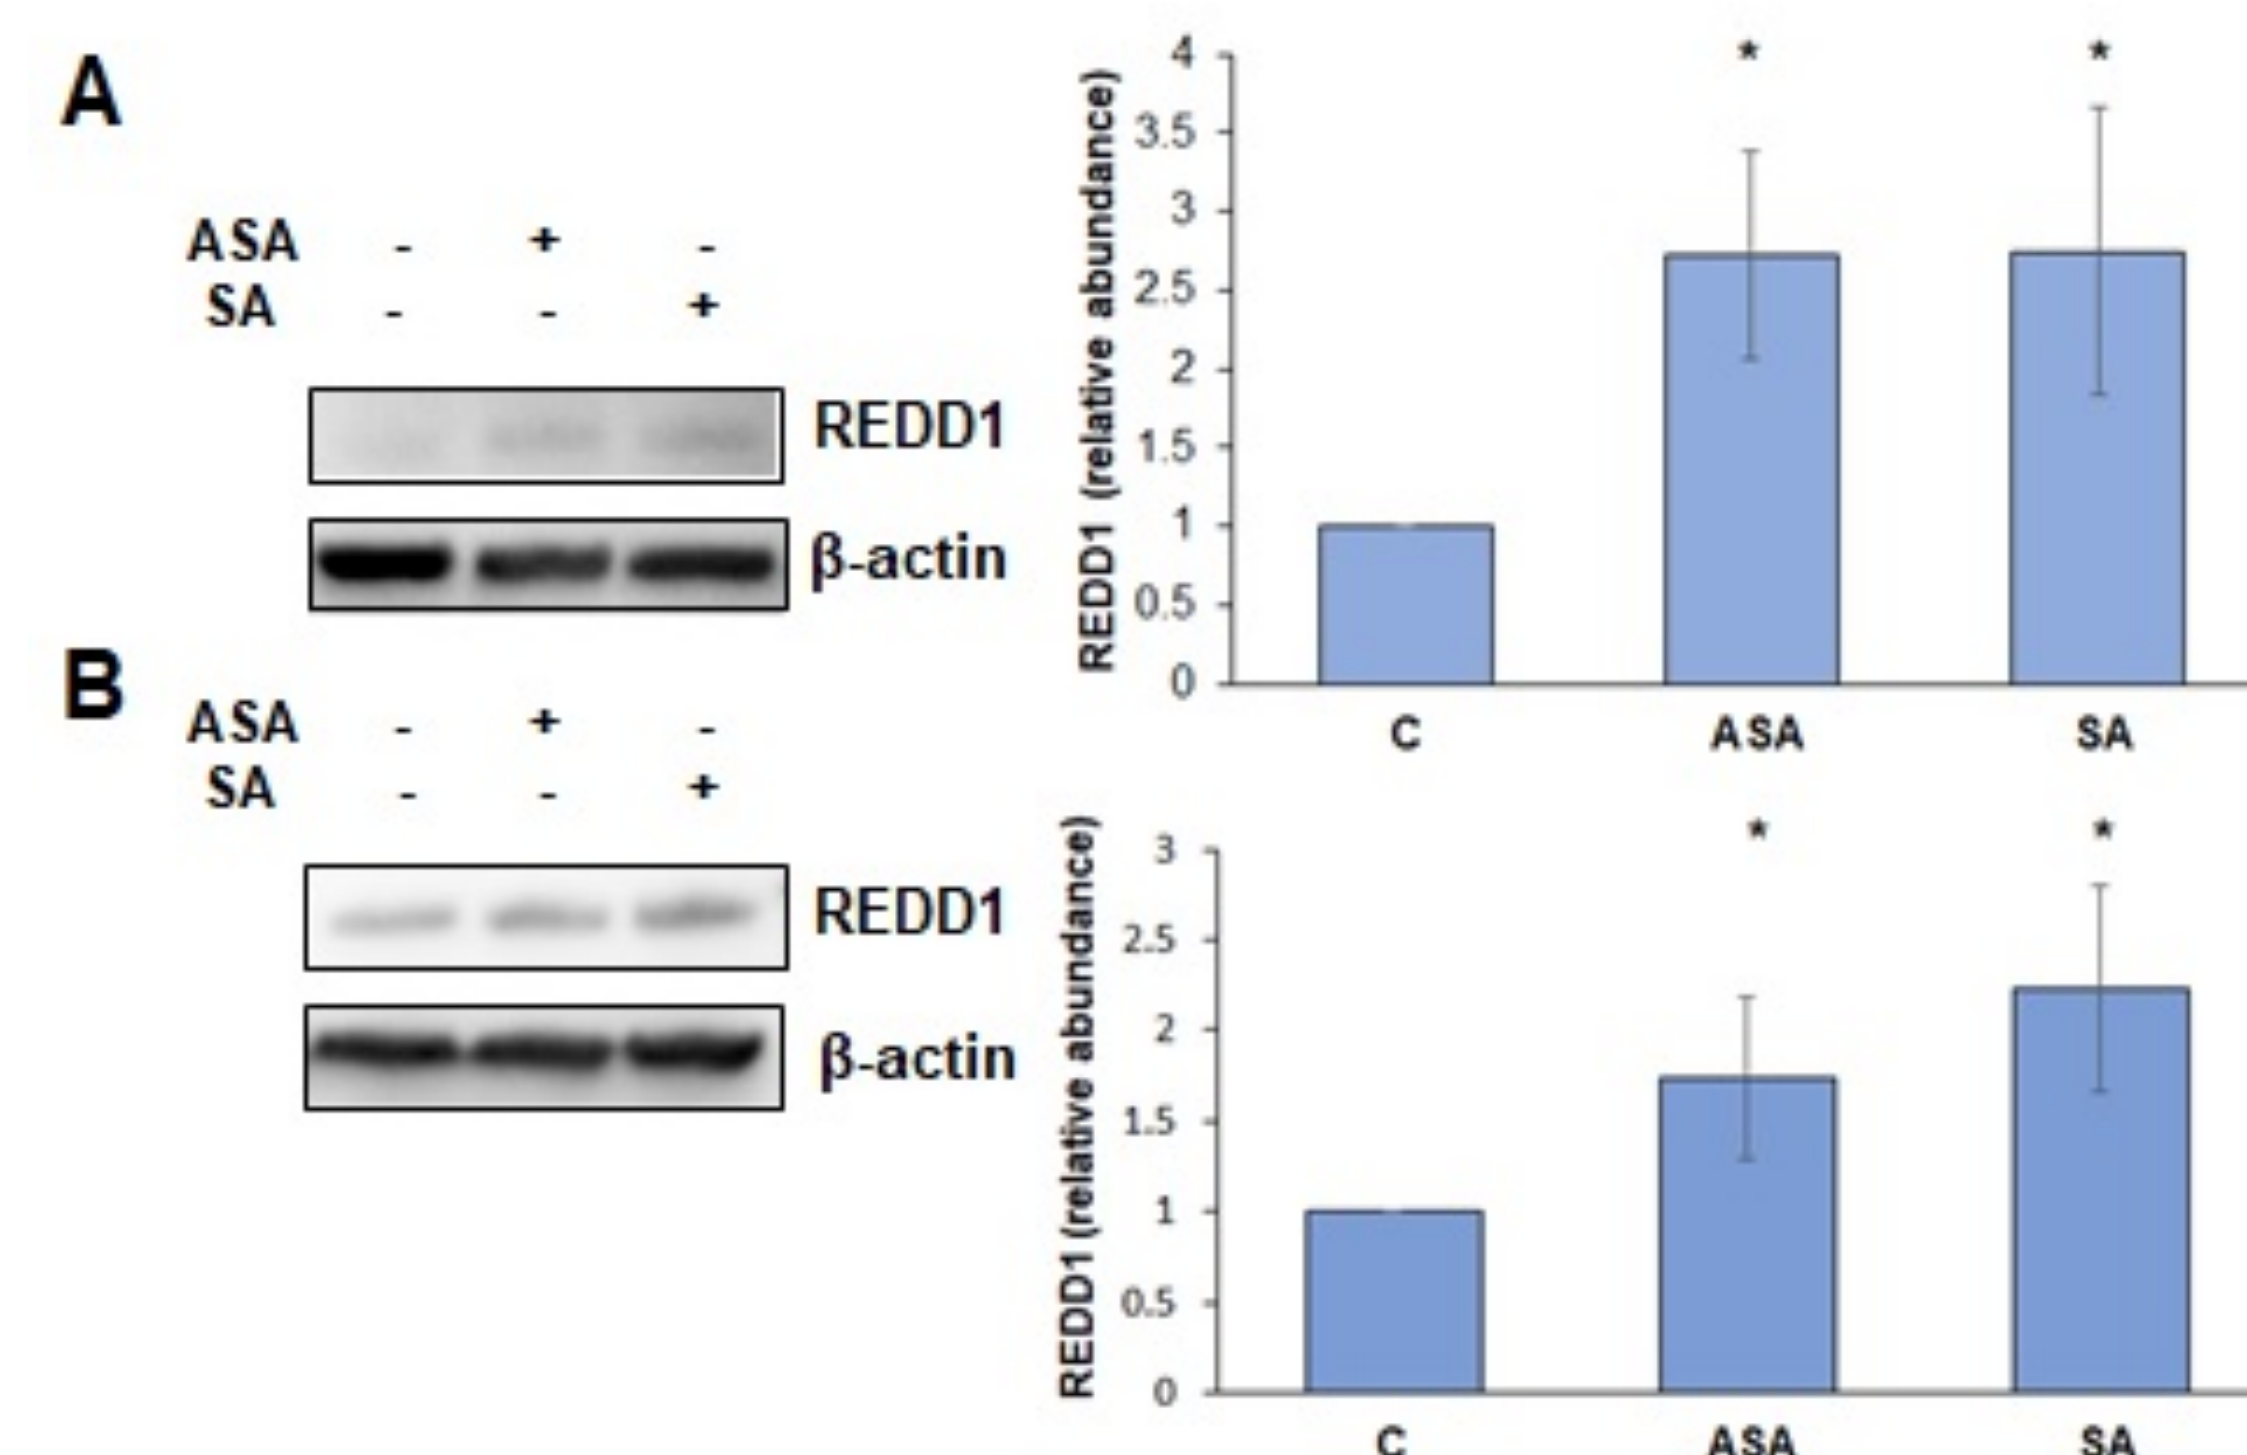 A
ASA - + -
SA - - +
REDD1
β-actin
REDD1 (relative abundance)
4
3.5
3
2.5
2
1.5
1
0.5
0
* *
C ASA SA
B
ASA - + -
SA - - +
REDD1
β-actin
REDD1 (relative abundance)
3
2.5
2
1.5
1
0.5
0
* *
C ASA SA